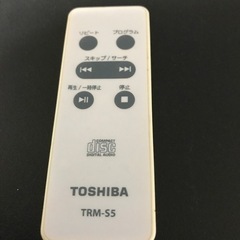 リピート プログラム
スキップ/サーチ
再生/一時停止 停止
COMPACT
disc
DIGITAL AUDIO
TOSHIBA
TRM-S5